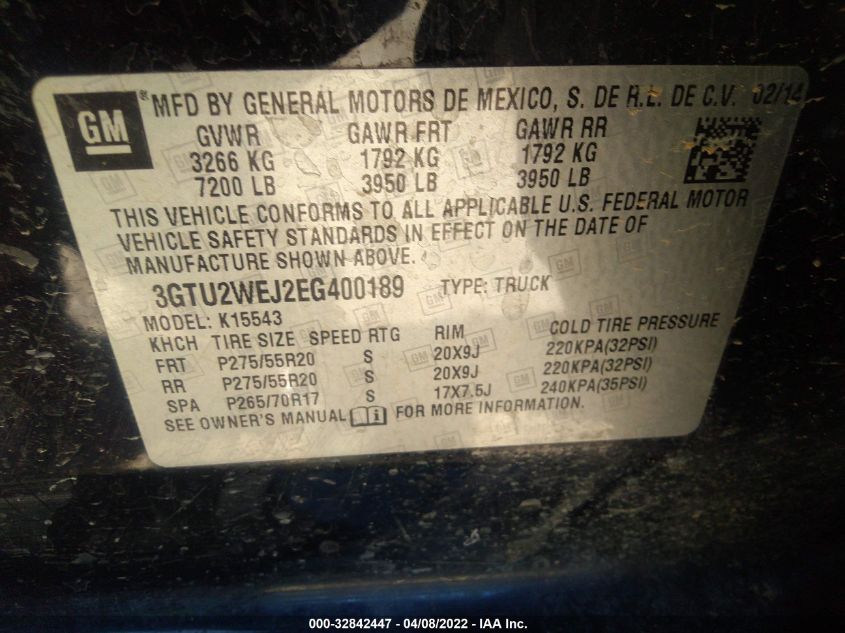 GM ® MFD BY GENERAL MOTORS DE MEXICO, S. DE R.L. DE C.V. 02/14
GVWR GAWR FRT GAWR RR
3266 KG 1792 KG 1792 KG
7200 LB 3950 LB 3950 LB
THIS VEHICLE CONFORMS TO ALL APPLICABLE U.S. FEDERAL MOTOR
VEHICLE SAFETY STANDARDS IN EFFECT ON THE DATE OF
MANUFACTURE SHOWN ABOVE.
3GTU2WEJ2EG400189 TYPE: TRUCK
MODEL: K15543
KHCH TIRE SIZE SPEED RTG RIM COLD TIRE PRESSURE
FRT P275/55R20 S 20X9J 220KPA(32PSI)
RR P275/55R20 S 20X9J 220KPA(32PSI)
SPA P265/70R17 S 17X7.5J 240KPA(35PSI)
SEE OWNER'S MANUAL FOR MORE INFORMATION.
000-32842447 - 04/08/2022 - IAA Inc.